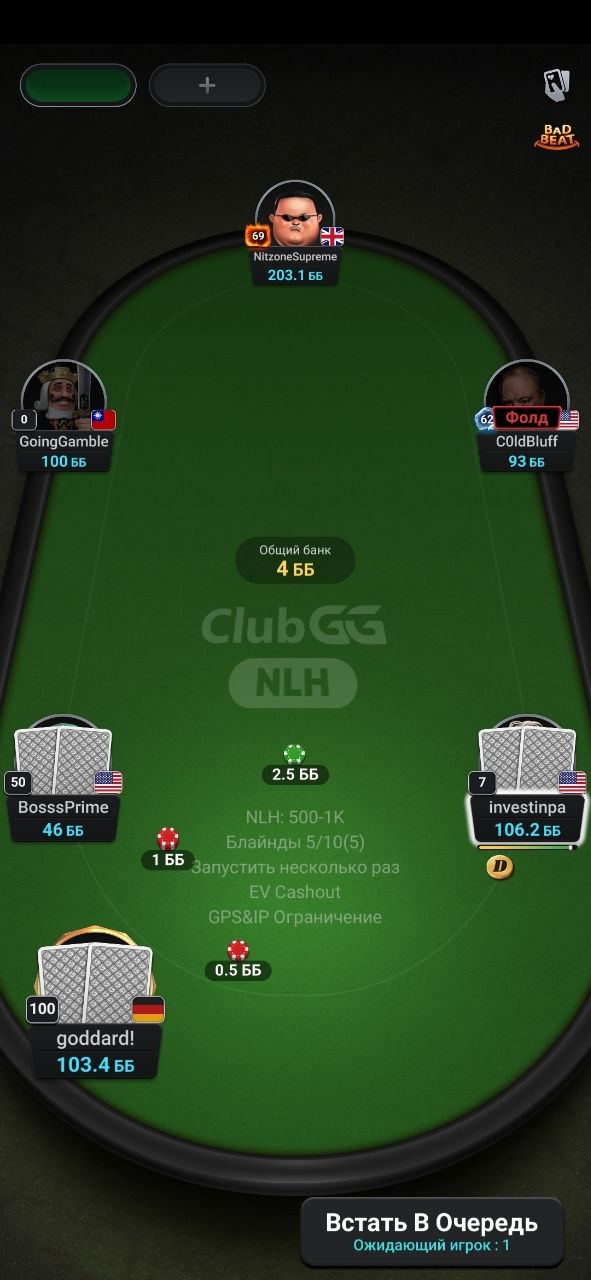 +
BAD
BEAT
69
NitzoneSupreme
203.1 ББ
0
GoingGamble
100 ББ
62
Фолд
C0ldBluff
93 ББ
Общий банк
4 ББ
ClubGG
NLH
2.5 ББ
50
BosssPrime
46 ББ
7
investinpa
106.2 ББ
D
1 ББ
NLH: 500-1K
Блайнды 5/10(5)
Запустить несколько раз
EV Cashout
GPS&IP Ограничение
0.5 ББ
100
goddard!
103.4 ББ
Встать В Очередь
Ожидающий игрок : 1